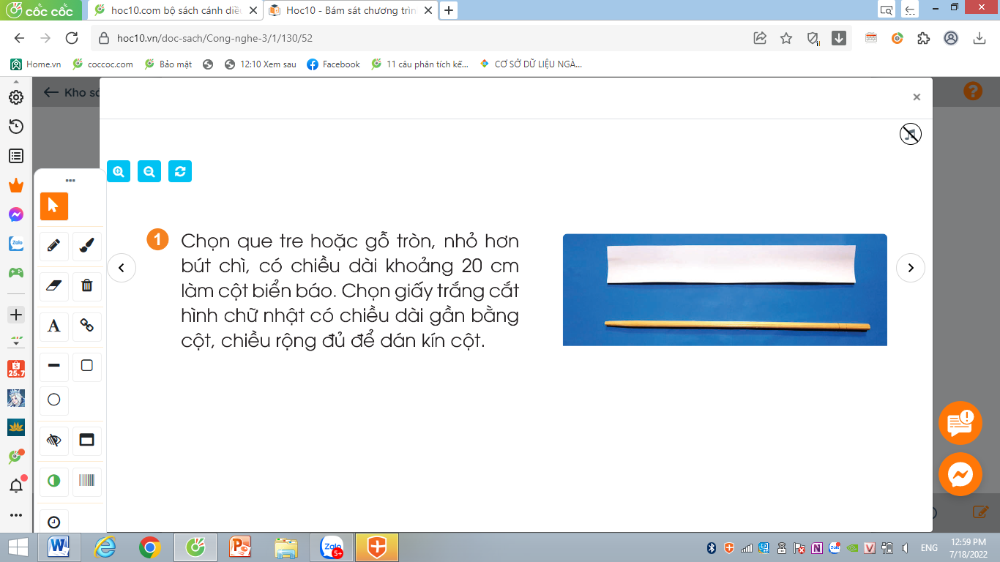 cốc cốc
hoc10.com bộ sách cánh diều
Hoc10 - Bám sát chương trìn
hoc10.vn/doc-sach/Cong-nghe-3/1/130/52
Home.vn
coccoc.com
Bảo mật
12:10 Xem sau
Facebook
11 câu phân tích kế...
CƠ SỞ DỮ LIỆU NGÀ...
Kho sá
1
Chọn que tre hoặc gỗ tròn, nhỏ hơn
bút chì, có chiều dài khoảng 20 cm
làm cột biển báo. Chọn giấy trắng cắt
hình chữ nhật có chiều dài gần bằng
cột, chiều rộng đủ để dán kín cột.
Zalo
A
25.7
Zalo
5+
ENG
12:59 PM
7/18/2022